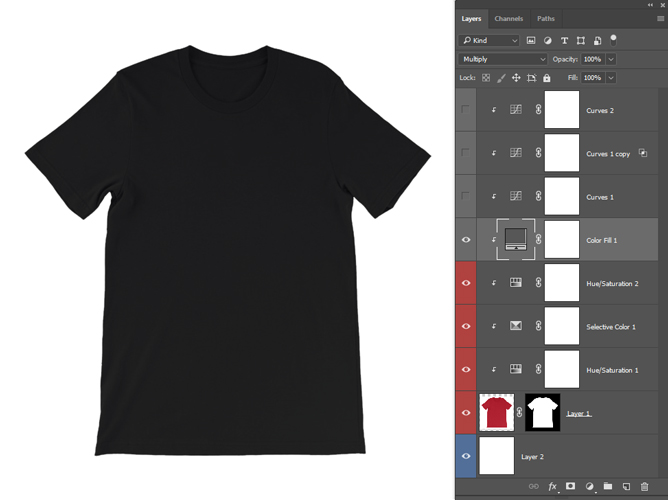 Layers Channels Paths
Kind
Multiply Opacity: 100%
Lock: Fill: 100%
Curves 2
Curves 1 copy
Curves 1
Color Fill 1
Hue/Saturation 2
Selective Color 1
Hue/Saturation 1
Layer 1
Layer 2
fx